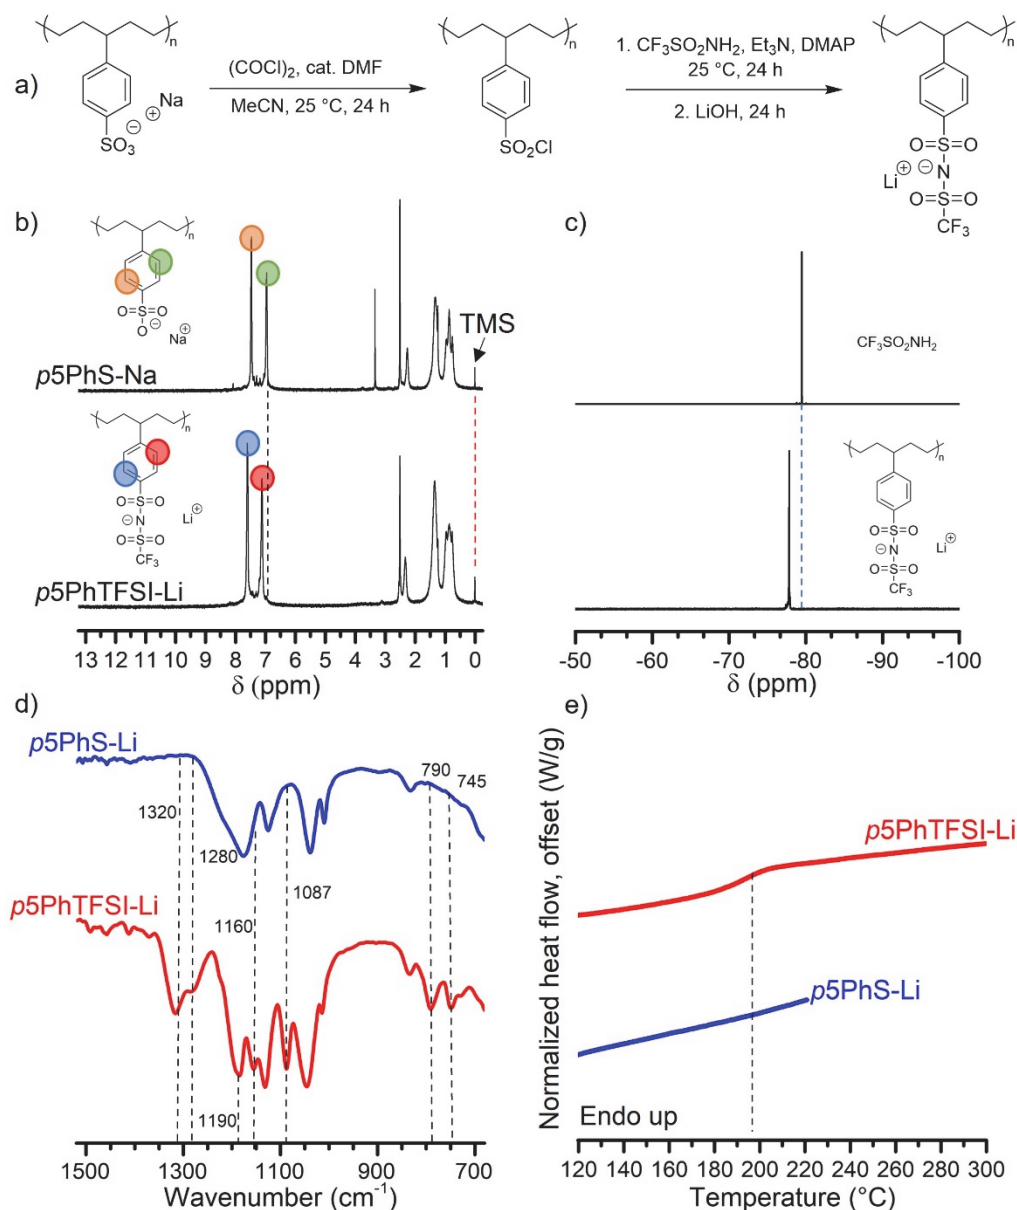 a)
n
SO₃
⊖
⊕
Na
(COCl)₂, cat. DMF
MeCN, 25 °C, 24 h
n
SO₂Cl
1. CF₃SO₂NH₂, Et₃N, DMAP
25 °C, 24 h
2. LiOH, 24 h
n
O=S=O
Li⊕ ⊖ N
O=S=O
CF₃
b)
n
O=S=O
O⊖
Na⊕
p5PhS-Na
TMS
n
O=S=O
⊖ N Li⊕
O=S=O
CF₃
p5PhTFSI-Li
13 12 11 10 9 8 7 6 5 4 3 2 1 0
δ (ppm)
c)
CF₃SO₂NH₂
n
O=S=O
⊖ N Li⊕
O=S=O
CF₃
-50 -60 -70 -80 -90 -100
δ (ppm)
d)
p5PhS-Li
1320
1280
1160
1087
790
745
p5PhTFSI-Li
1190
1500 1300 1100 900 700
Wavenumber (cm⁻¹)
e)
Normalized heat flow, offset (W/g)
p5PhTFSI-Li
p5PhS-Li
Endo up
120 140 160 180 200 220 240 260 280 300
Temperature (°C)